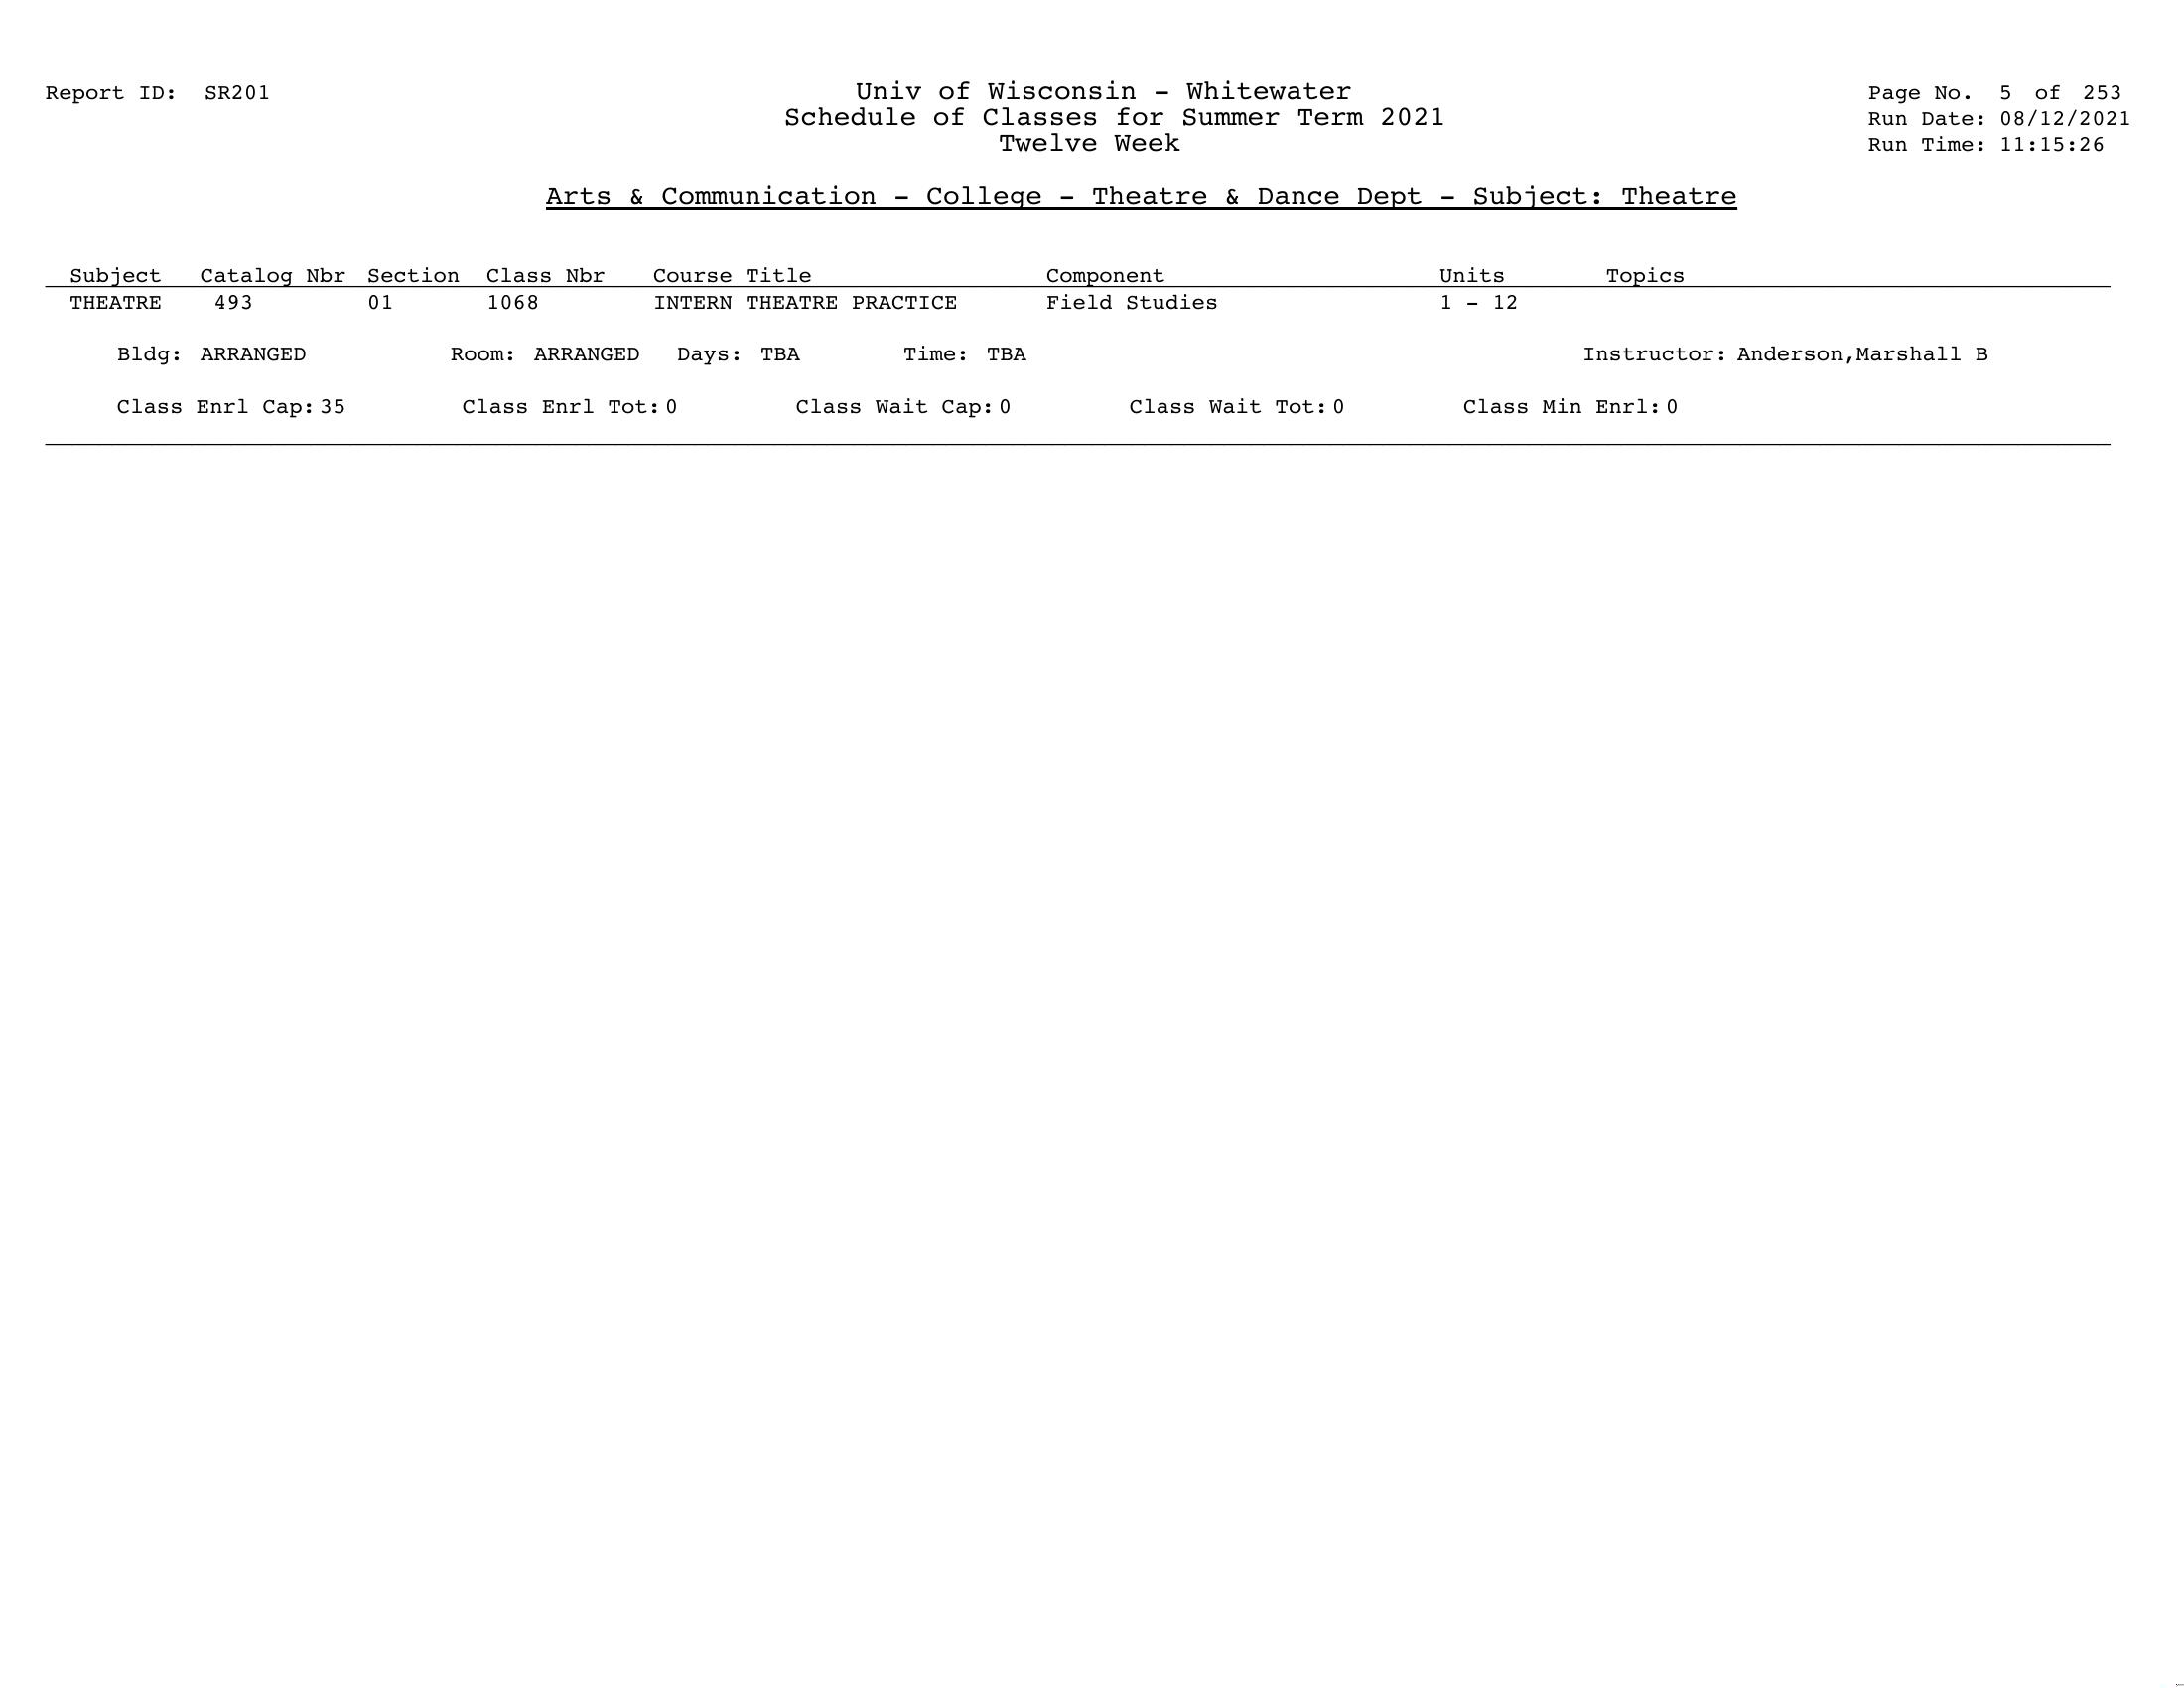 Report ID: SR201 Univ of Wisconsin - Whitewater Page No. 5 of 253
Schedule of Classes for Summer Term 2021 Run Date: 08/12/2021
Twelve Week Run Time: 11:15:26
Arts & Communication - College - Theatre & Dance Dept - Subject: Theatre
Subject Catalog Nbr Section Class Nbr Course Title Component Units Topics
THEATRE 493 01 1068 INTERN THEATRE PRACTICE Field Studies 1 - 12
Bldg: ARRANGED Room: ARRANGED Days: TBA Time: TBA Instructor: Anderson,Marshall B
Class Enrl Cap: 35 Class Enrl Tot: 0 Class Wait Cap: 0 Class Wait Tot: 0 Class Min Enrl: 0